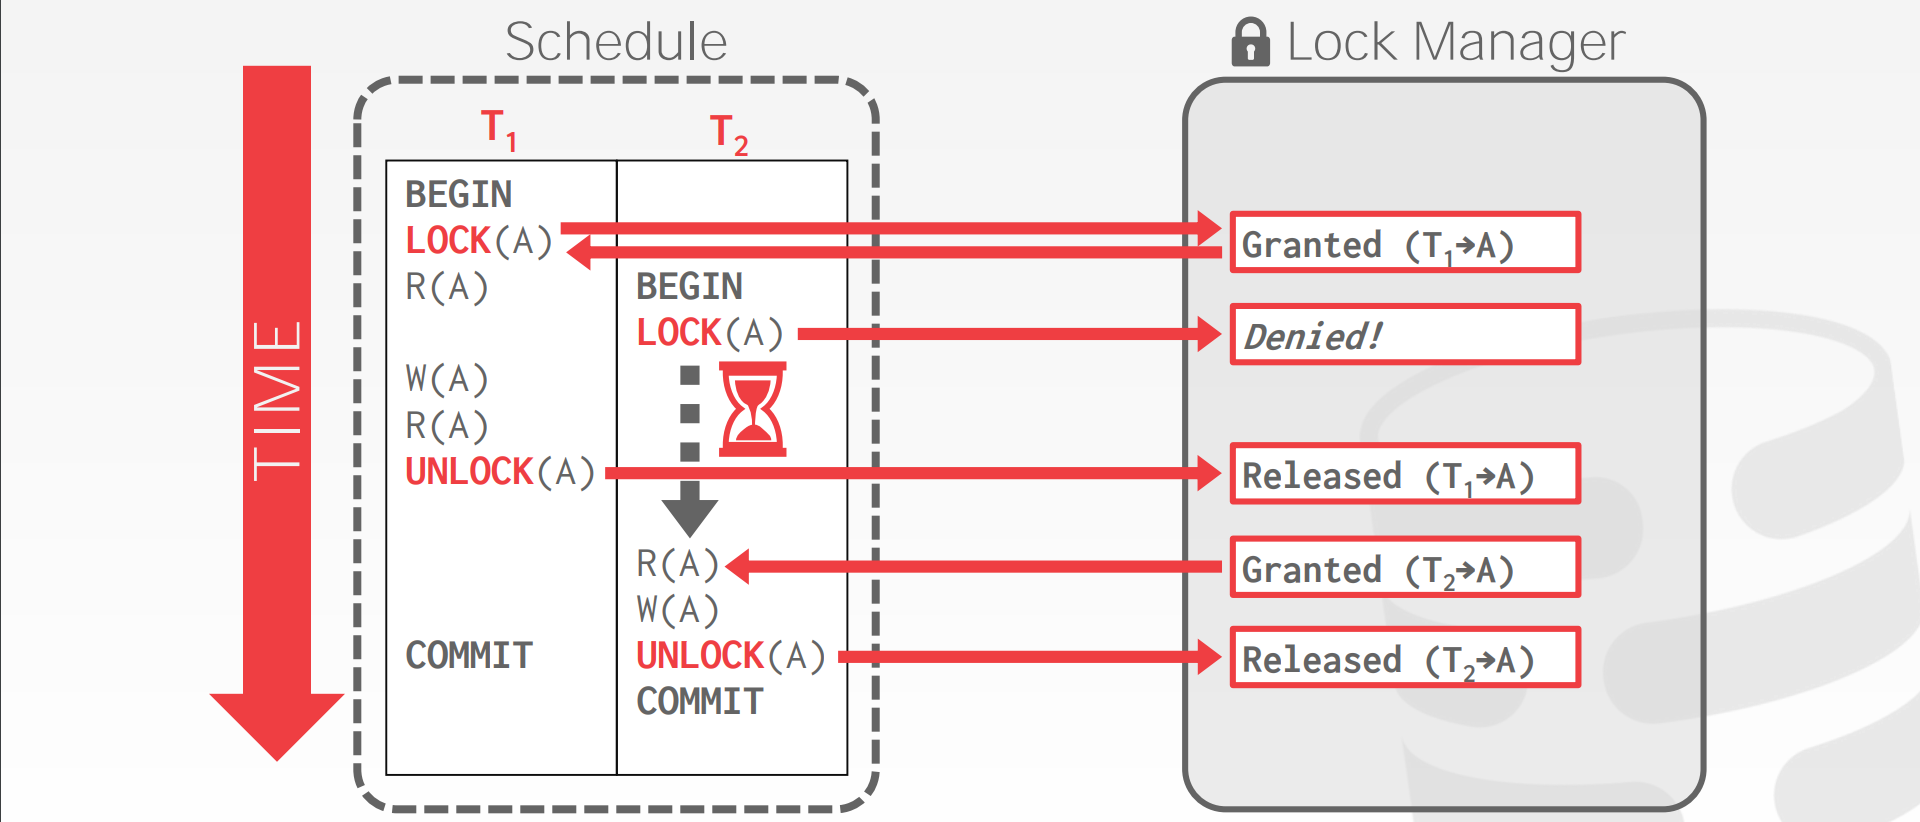 Schedule
Lock Manager
TIME
T1
T2
BEGIN
LOCK(A)
Granted (T1→A)
R(A)
BEGIN
LOCK(A)
Denied!
W(A)
R(A)
UNLOCK(A)
Released (T1→A)
R(A)
Granted (T2→A)
W(A)
COMMIT
UNLOCK(A)
Released (T2→A)
COMMIT